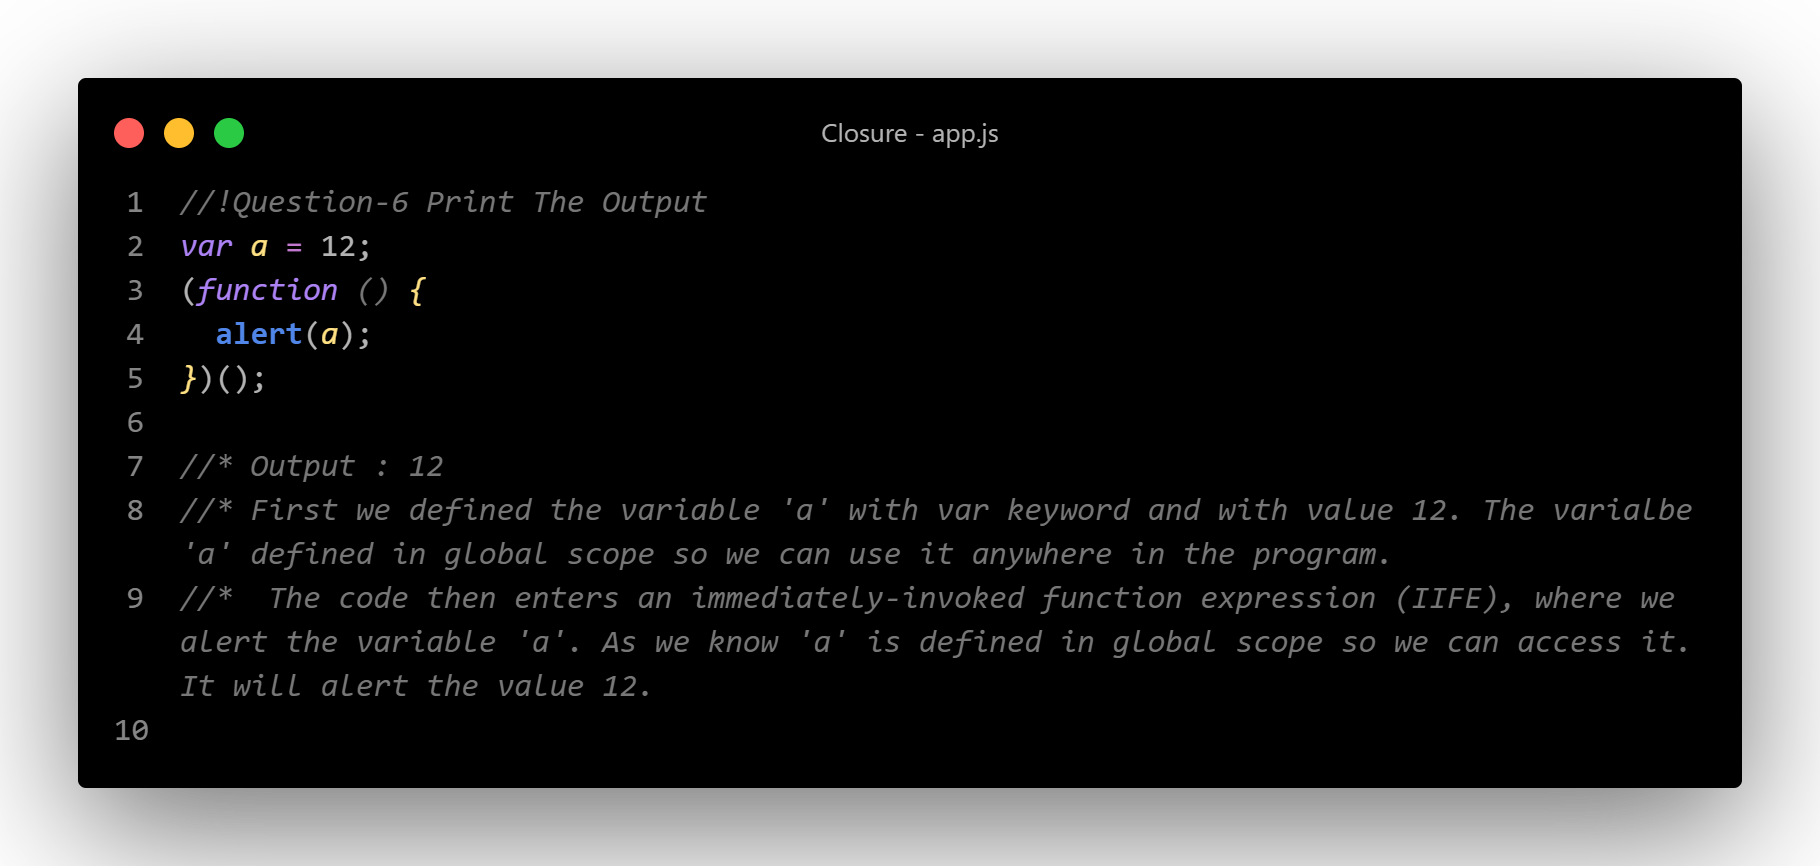 Closure - app.js
1 //!Question-6 Print The Output
2 var a = 12;
3 (function () {
4   alert(a);
5 })();
6
7 //* Output : 12
8 //* First we defined the variable 'a' with var keyword and with value 12. The varialbe
'a' defined in global scope so we can use it anywhere in the program.
9 //*  The code then enters an immediately-invoked function expression (IIFE), where we
alert the variable 'a'. As we know 'a' is defined in global scope so we can access it.
It will alert the value 12.
10